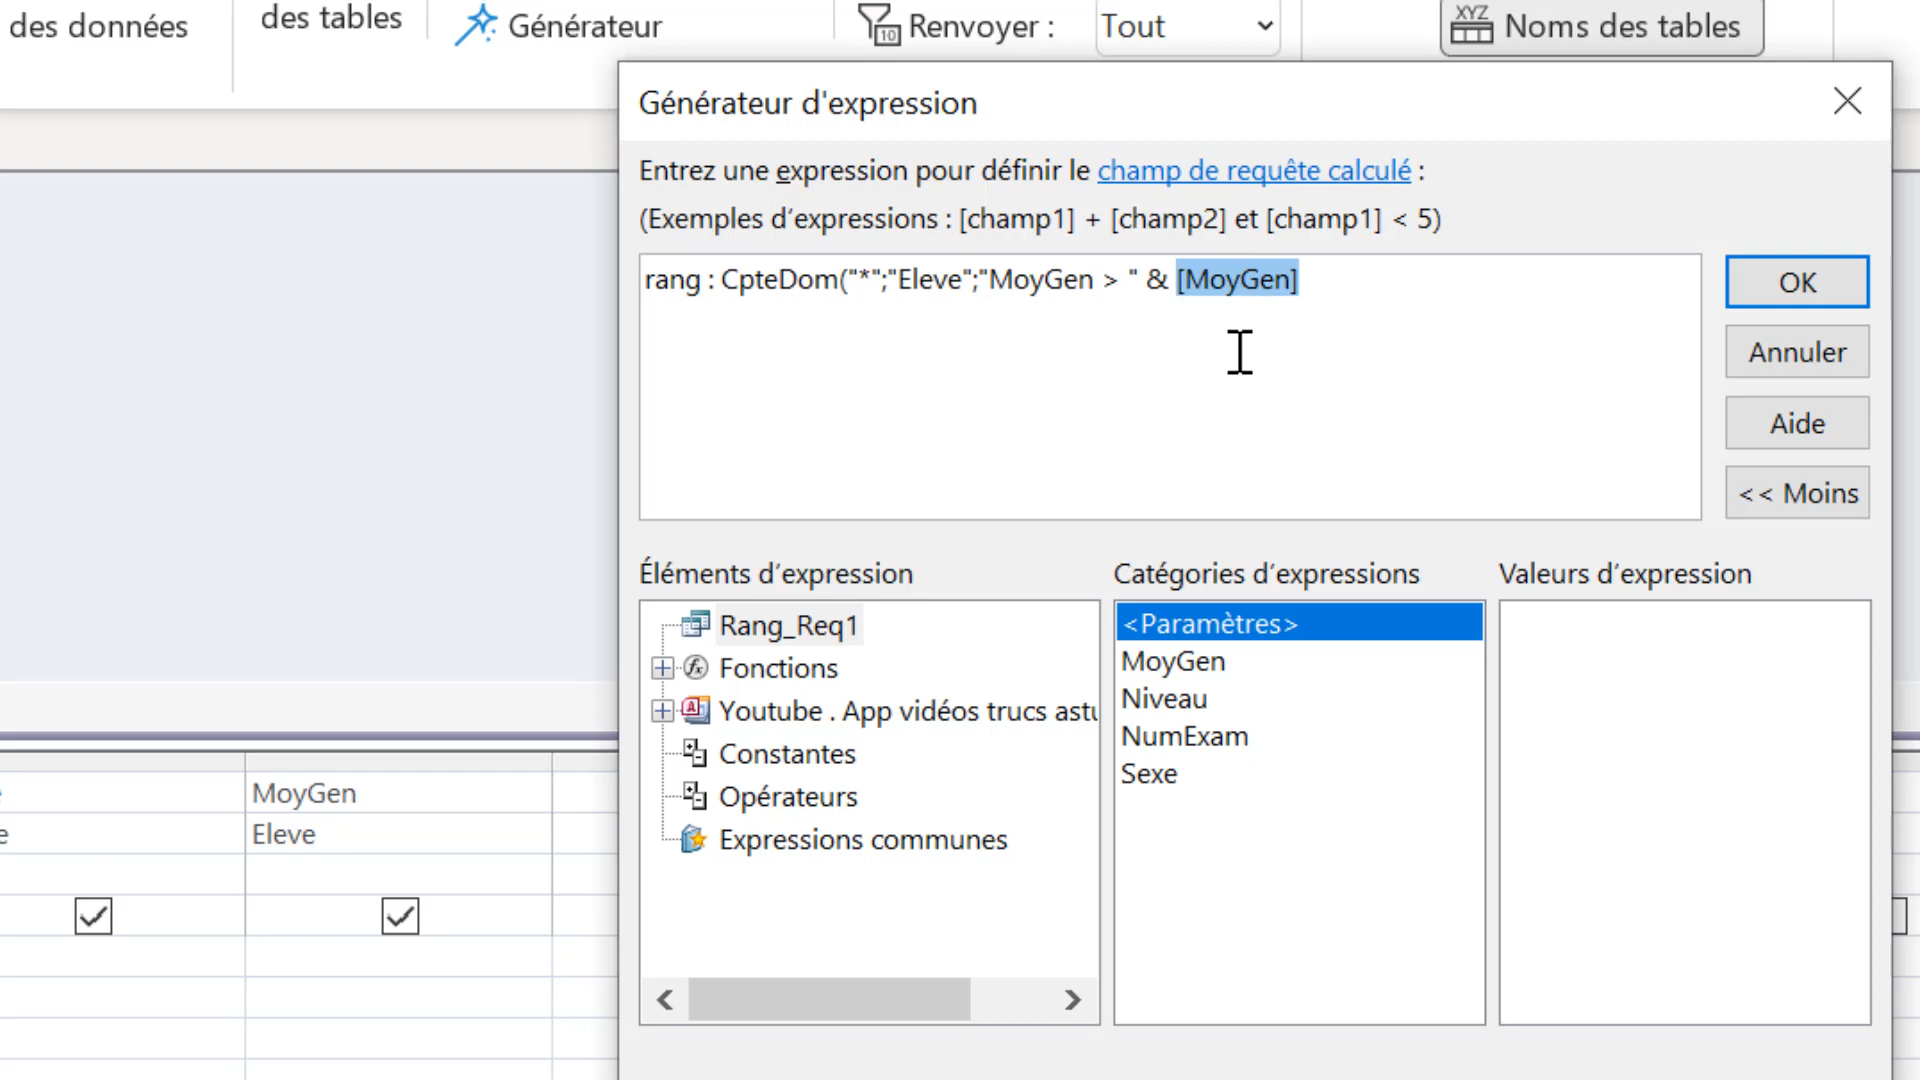 des données
des tables
Générateur
Renvoyer :
Tout
Noms des tables
Générateur d'expression
Entrez une expression pour définir le champ de requête calculé :
(Exemples d'expressions : [champ1] + [champ2] et [champ1] < 5)
rang : CpteDom("*";"Eleve";"MoyGen > " & [MoyGen]
OK
Annuler
Aide
<< Moins
Éléments d'expression
Rang_Req1
Fonctions
Youtube . App vidéos trucs astu
Constantes
Opérateurs
Expressions communes
Catégories d'expressions
<Paramètres>
MoyGen
Niveau
NumExam
Sexe
Valeurs d'expression
MoyGen
e
Eleve